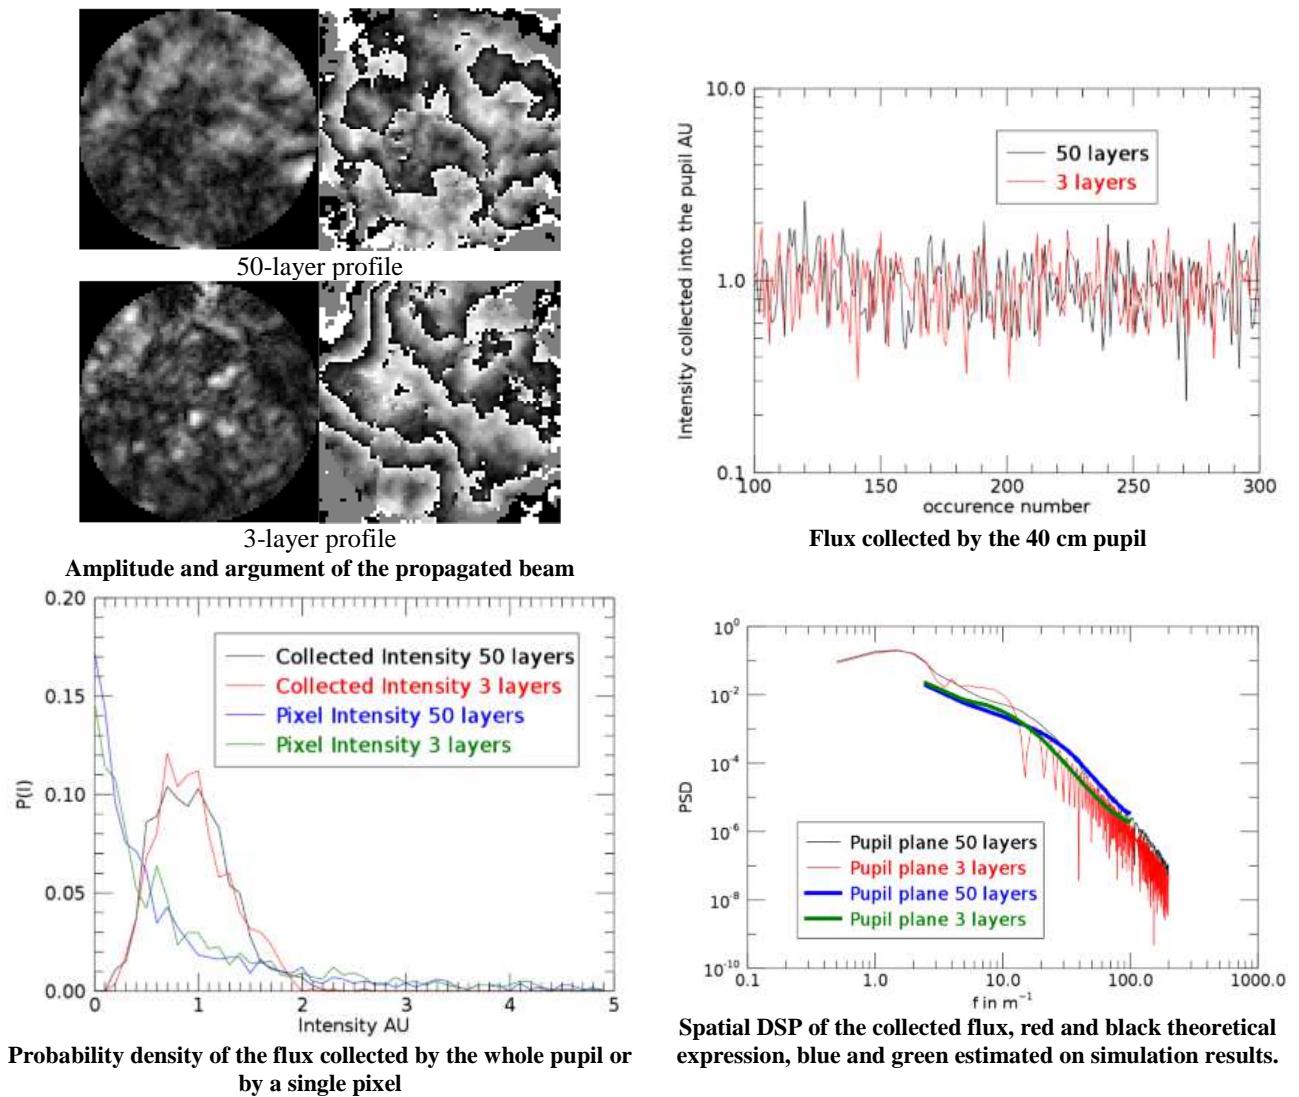 50-layer profile
3-layer profile
Amplitude and argument of the propagated beam
10.0
1.0
0.1
Intensity collected into the pupil AU
50 layers
3 layers
100
150
200
250
300
occurence number
Flux collected by the 40 cm pupil
0.20
0.15
0.10
0.05
0.00
P(I)
Collected Intensity 50 layers
Collected Intensity 3 layers
Pixel Intensity 50 layers
Pixel Intensity 3 layers
0
1
2
3
4
5
Intensity AU
Probability density of the flux collected by the whole pupil or
by a single pixel
10^0
10^-2
10^-4
10^-6
10^-8
10^-10
PSD
Pupil plane 50 layers
Pupil plane 3 layers
Pupil plane 50 layers
Pupil plane 3 layers
0.1
1.0
10.0
100.0
1000.0
f in m^-1
Spatial DSP of the collected flux, red and black theoretical
expression, blue and green estimated on simulation results.